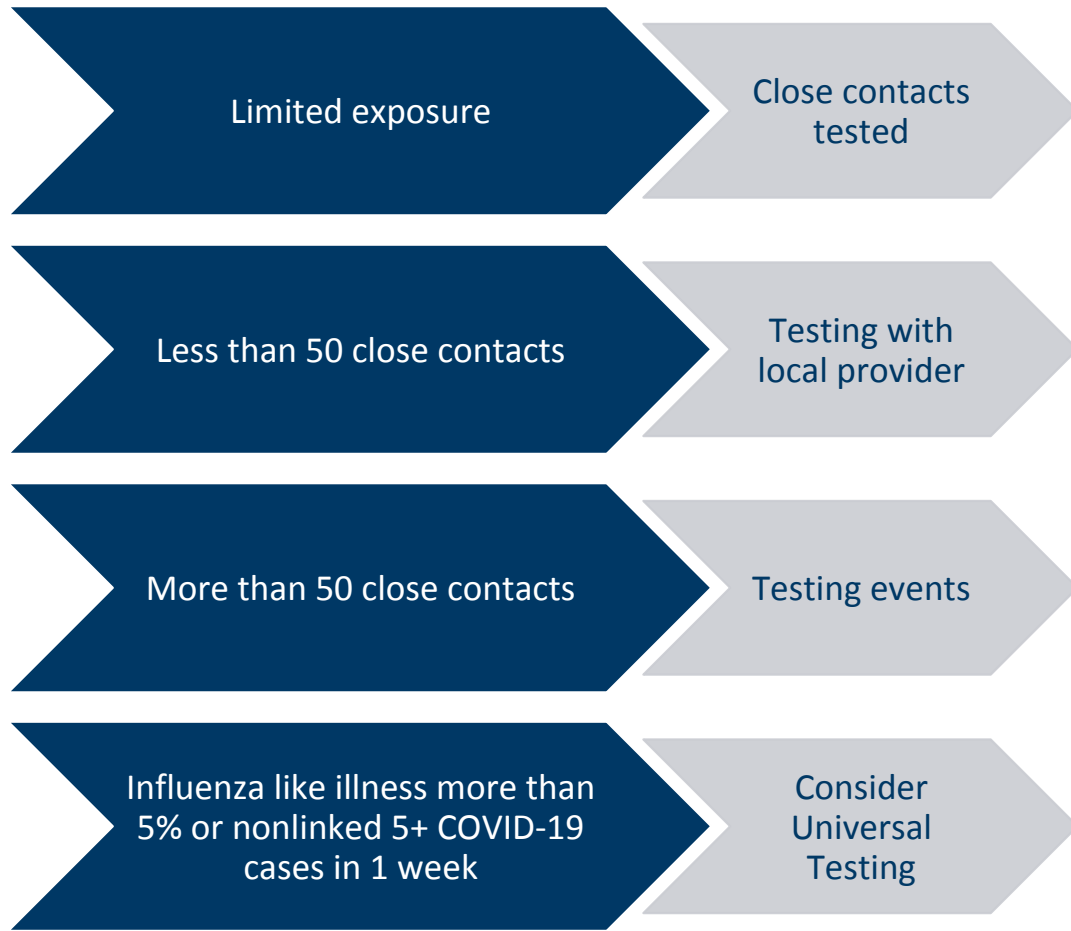 Limited exposure
Close contacts
tested
Less than 50 close contacts
Testing with
local provider
More than 50 close contacts
Testing events
Influenza like illness more than
5% or nonlinked 5+ COVID-19
cases in 1 week
Consider
Universal
Testing